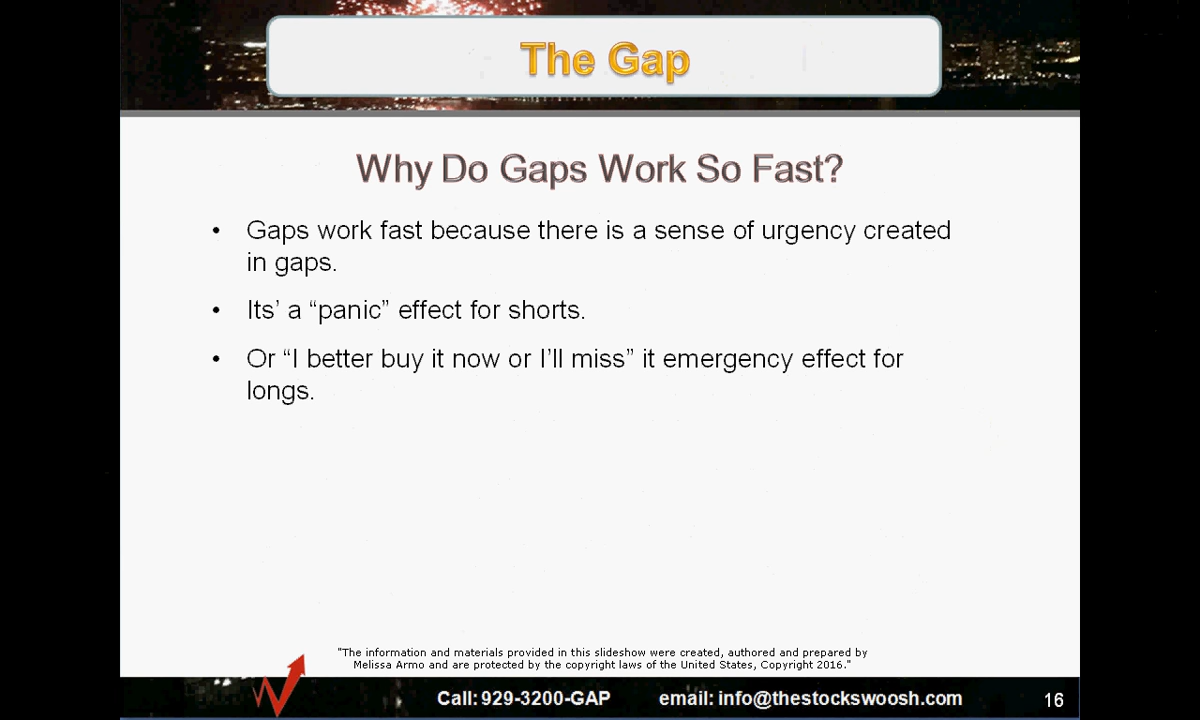 The Gap
Why Do Gaps Work So Fast?
• Gaps work fast because there is a sense of urgency created
in gaps.
• Its’ a “panic” effect for shorts.
• Or “I better buy it now or I’ll miss” it emergency effect for
longs.
"The information and materials provided in this slideshow were created, authored and prepared by
Melissa Armo and are protected by the copyright laws of the United States, Copyright 2016."
Call: 929-3200-GAP email: info@thestockswoosh.com 16